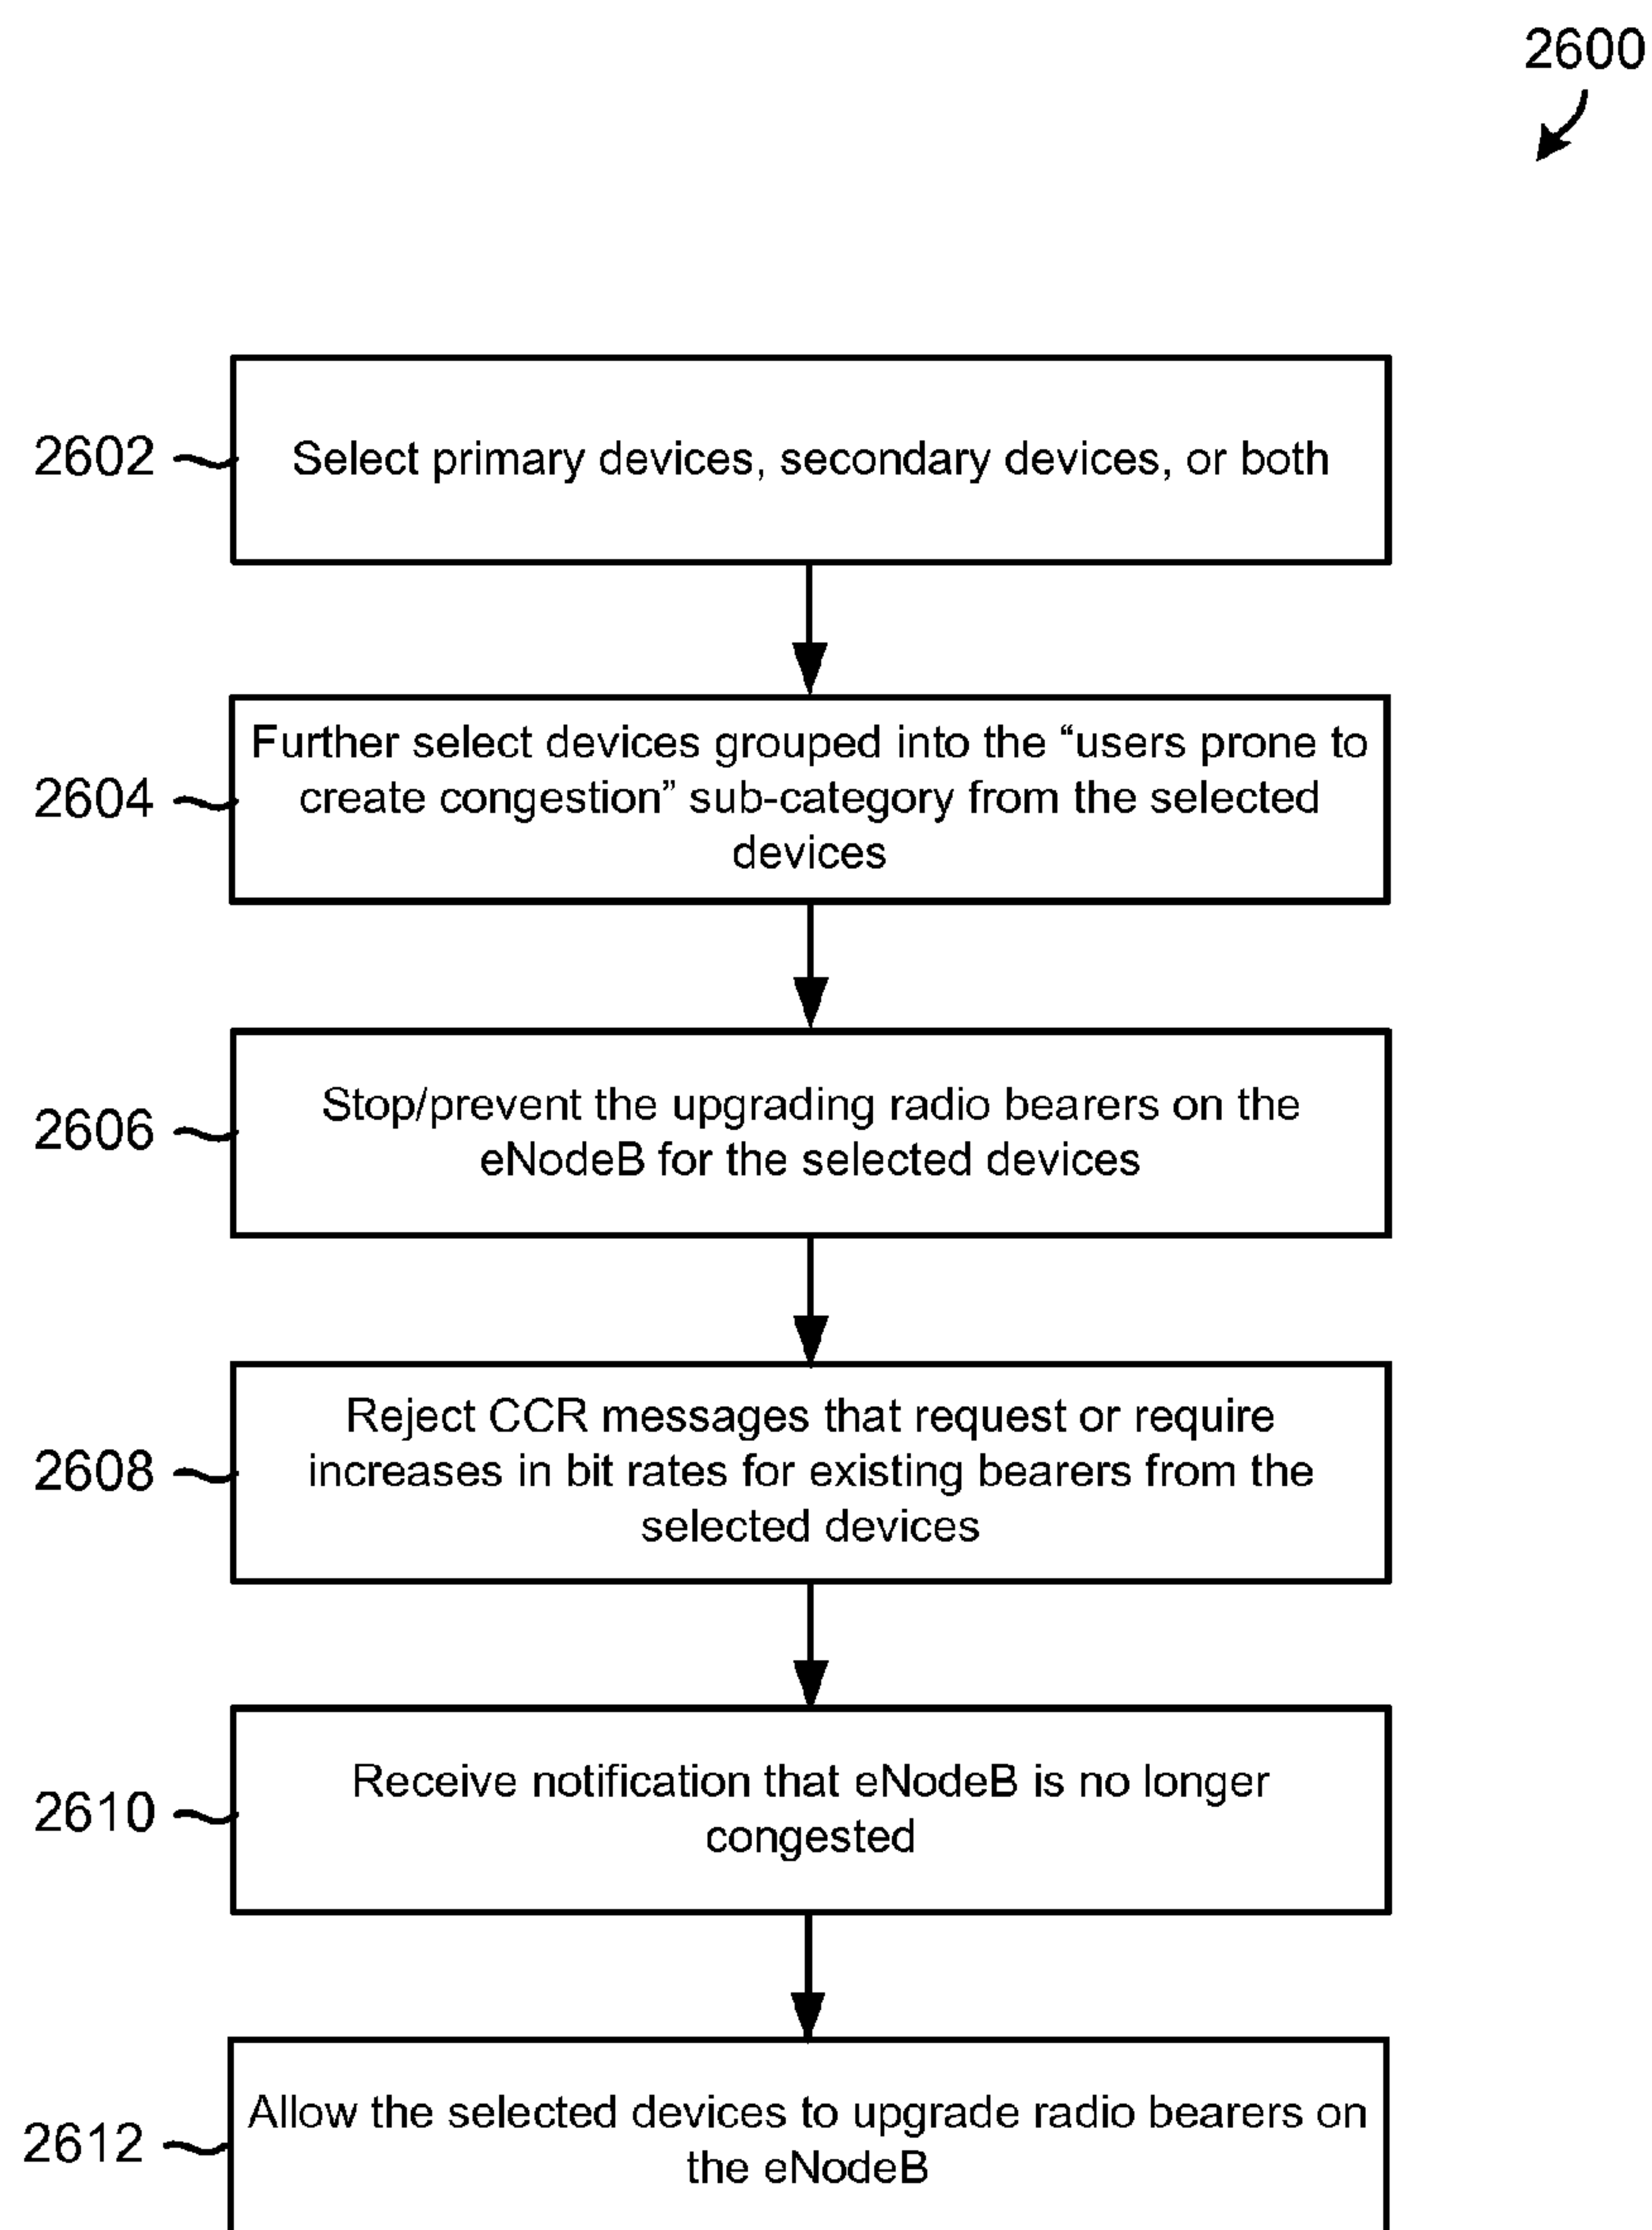 2600
2602
Select primary devices, secondary devices, or both
2604
Further select devices grouped into the “users prone to
create congestion” sub-category from the selected
devices
2606
Stop/prevent the upgrading radio bearers on the
eNodeB for the selected devices
2608
Reject CCR messages that request or require
increases in bit rates for existing bearers from the
selected devices
2610
Receive notification that eNodeB is no longer
congested
2612
Allow the selected devices to upgrade radio bearers on
the eNodeB